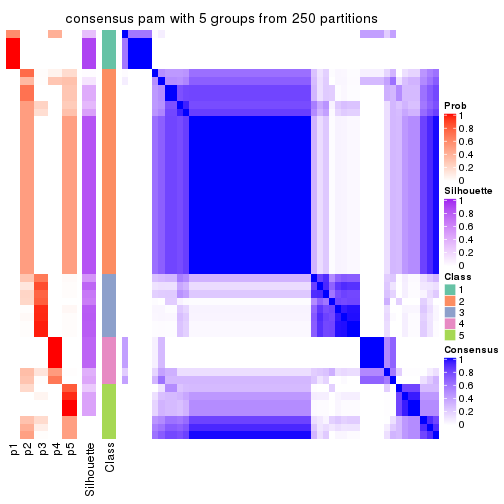 consensus pam with 5 groups from 250 partitions
Prob
1
0.8
0.6
0.4
0.2
0
Silhouette
1
0.8
0.6
0.4
0.2
0
Class
1
2
3
4
5
Consensus
1
0.8
0.6
0.4
0.2
0
p1
p2
p3
p4
p5
Silhouette
Class